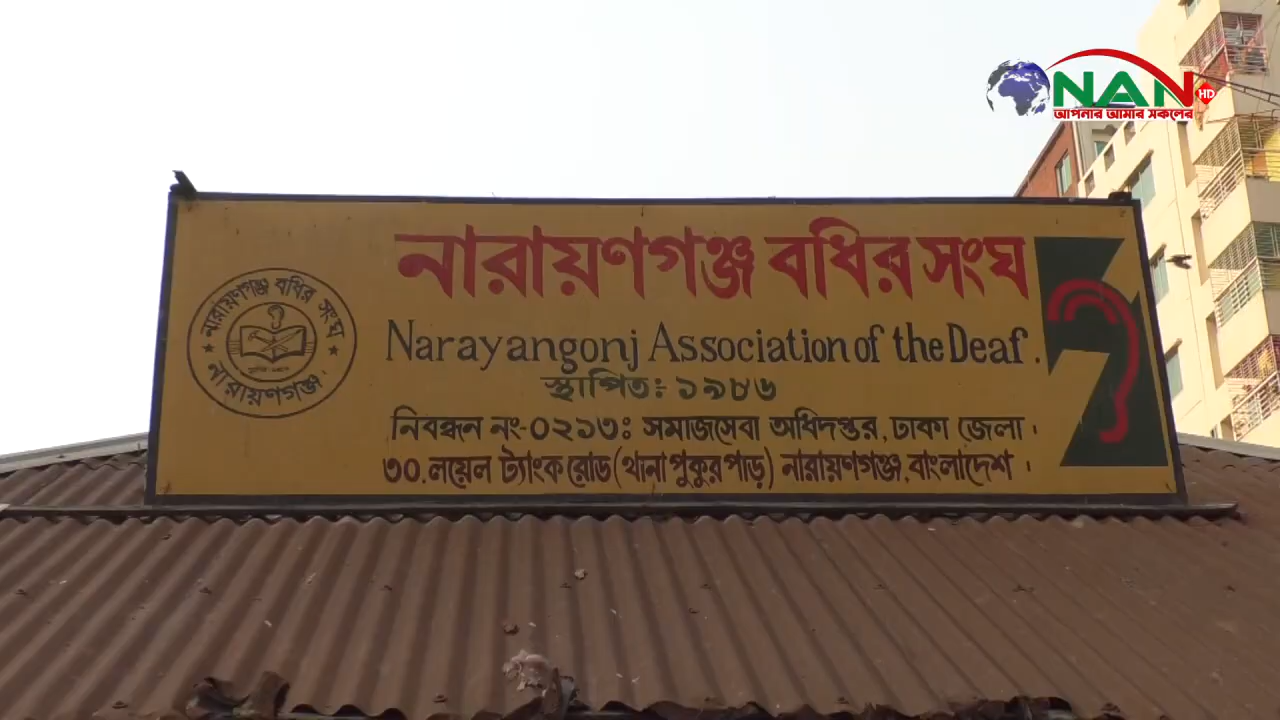 NAN HD
আপনার আমার সকলের
নারায়ণগঞ্জ বধির সংঘ
Narayangonj Association of the Deaf.
স্থাপিত: ১৯৮৬
নিবন্ধন নং-০২১৩: সমাজসেবা অধিদপ্তর, ঢাকা জেলা।
৩০. লয়েল ট্যাংক রোড (থানা পুকুর পাড়) নারায়ণগঞ্জ, বাংলাদেশ।
নারায়ণগঞ্জ বধির সংঘ
নারায়ণগঞ্জ।